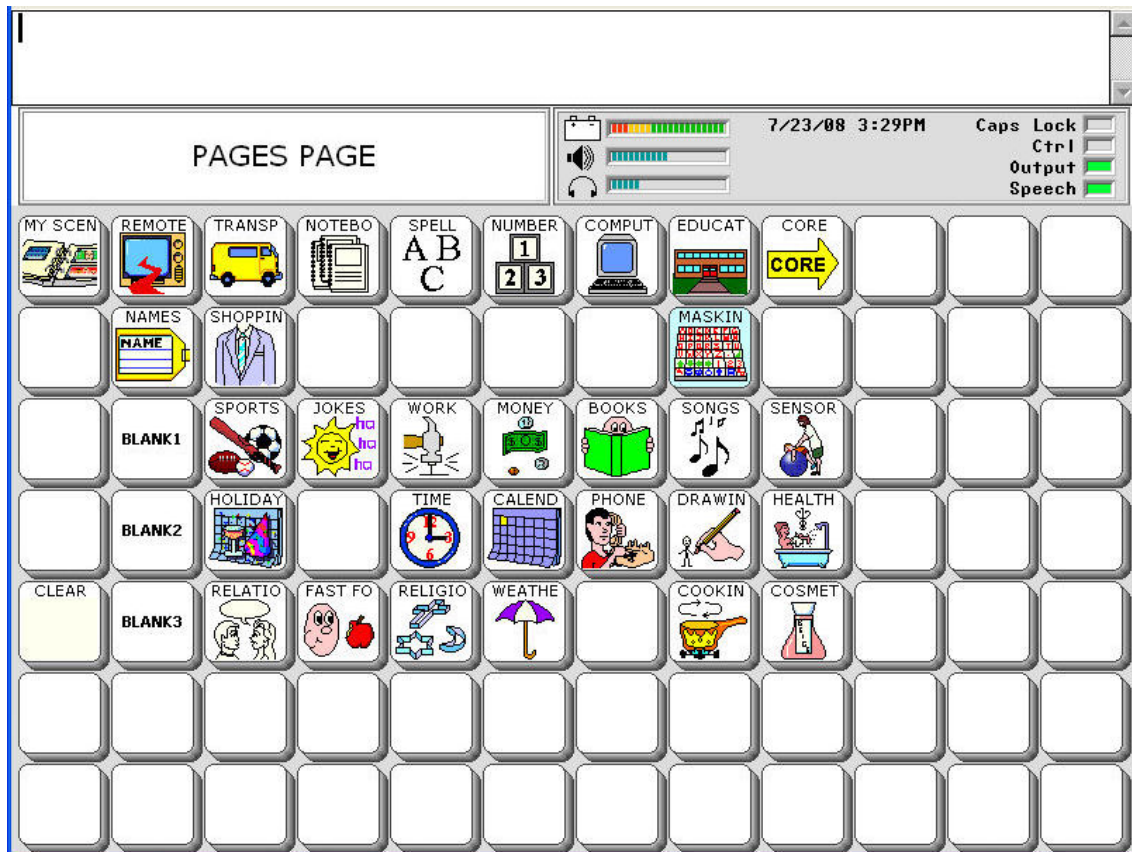 PAGES PAGE
7/23/08 3:29PM
Caps Lock
Ctrl
Output
Speech
MY SCEN REMOTE TRANSP NOTEBO SPELL NUMBER COMPUT EDUCAT CORE
A B
C
1
2 3
CORE
NAMES SHOPPIN MASKIN
NAME
BLANK1 SPORTS JOKES WORK MONEY BOOKS SONGS SENSOR
ha
ha
ha
BLANK2 HOLIDAY TIME CALEND PHONE DRAWIN HEALTH
12
9 3
6
CLEAR BLANK3 RELATIO FAST FO RELIGIO WEATHE COOKIN COSMET